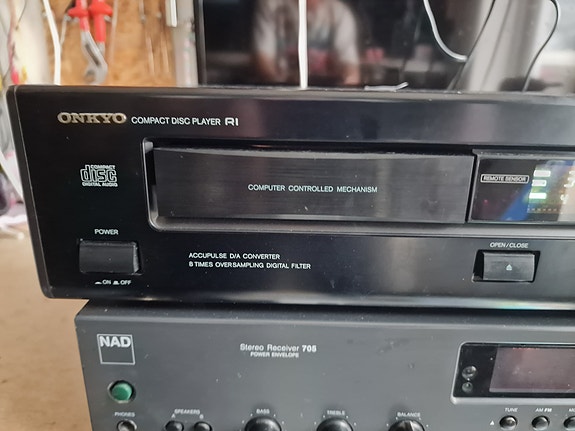 ONKYO COMPACT DISC PLAYER R1
COMPACT
disc
DIGITAL AUDIO
COMPUTER CONTROLLED MECHANISM
REMOTE SENSOR
POWER
ON OFF
ACCUPULSE D/A CONVERTER
8 TIMES OVERSAMPLING DIGITAL FILTER
OPEN/CLOSE
NAD
Stereo Receiver 705
POWER ENVELOPE
PHONES
SPEAKERS
A B
BASS
TREBLE
BALANCE
TUNE
AM FM